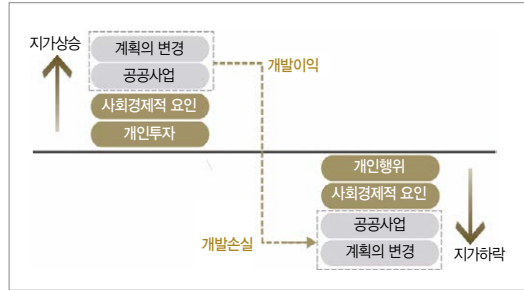 지가상승
계획의 변경
공공사업
사회경제적 요인
개인투자
개발이익
개인행위
사회경제적 요인
공공사업
계획의 변경
개발손실
지가하락